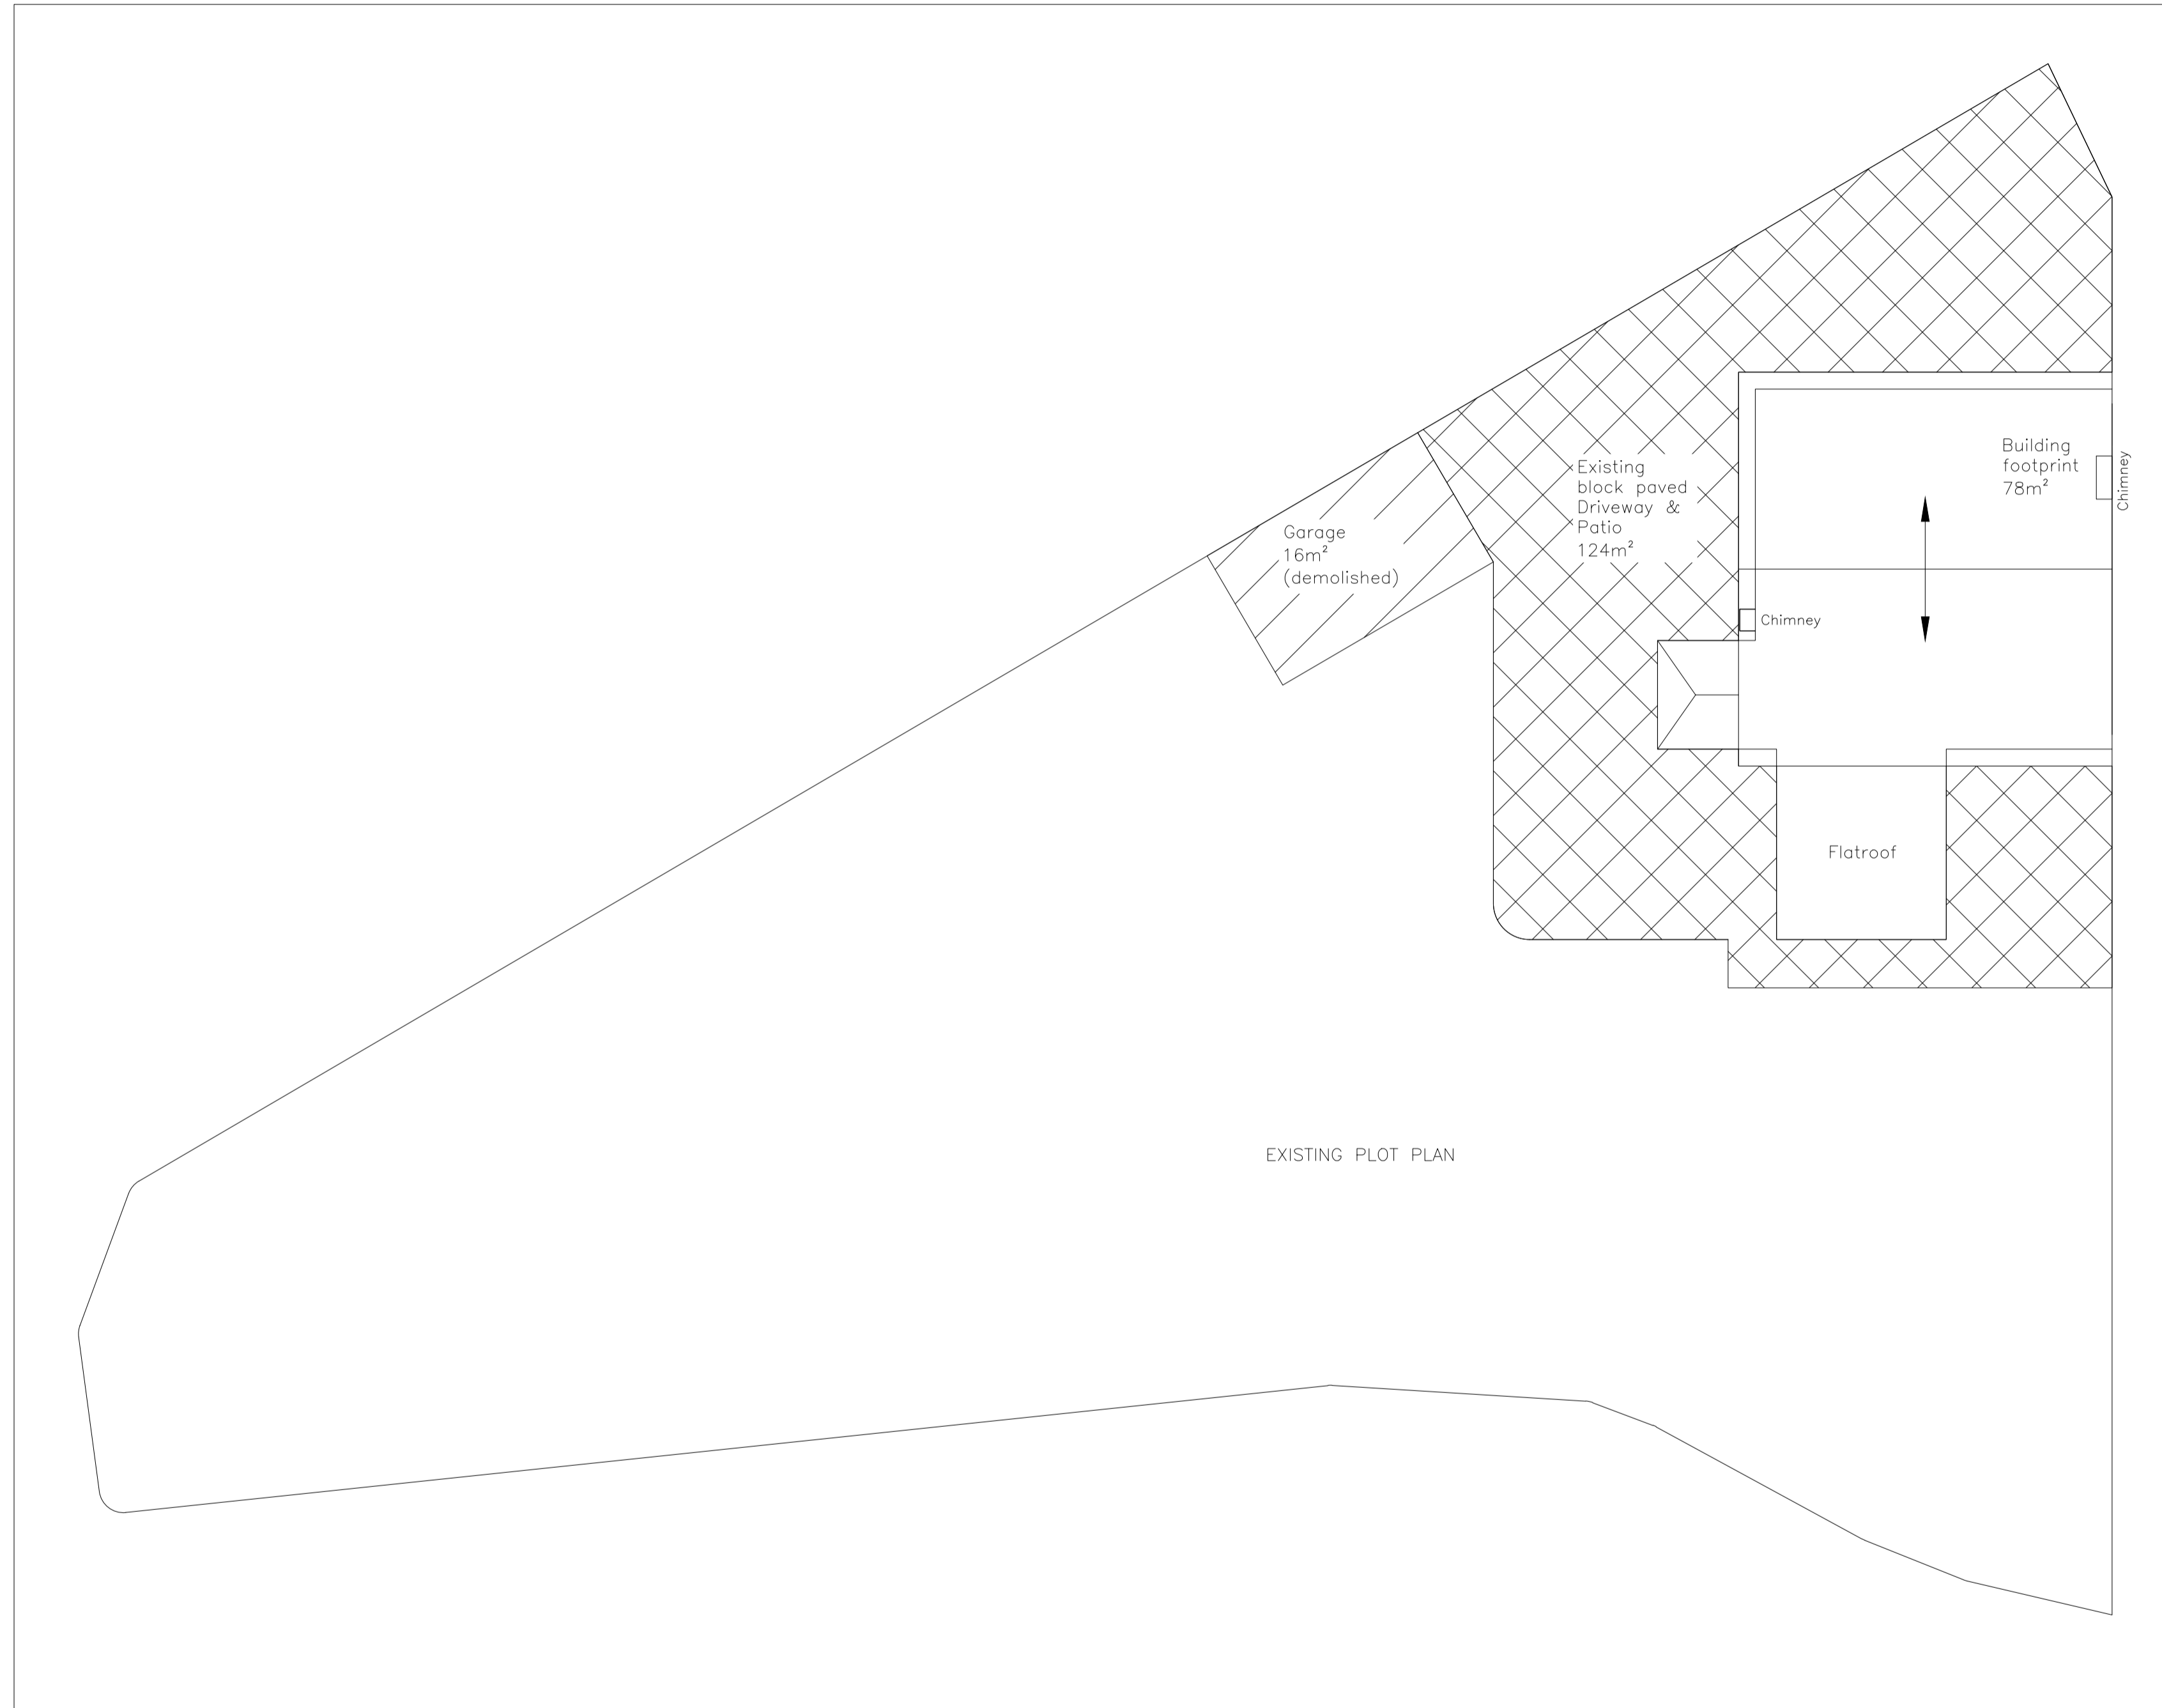 Building
footprint
78m²
Chimney
Existing
block paved
Driveway &
Patio
124m²
Garage
16m²
(demolished)
Chimney
Flatroof
EXISTING PLOT PLAN